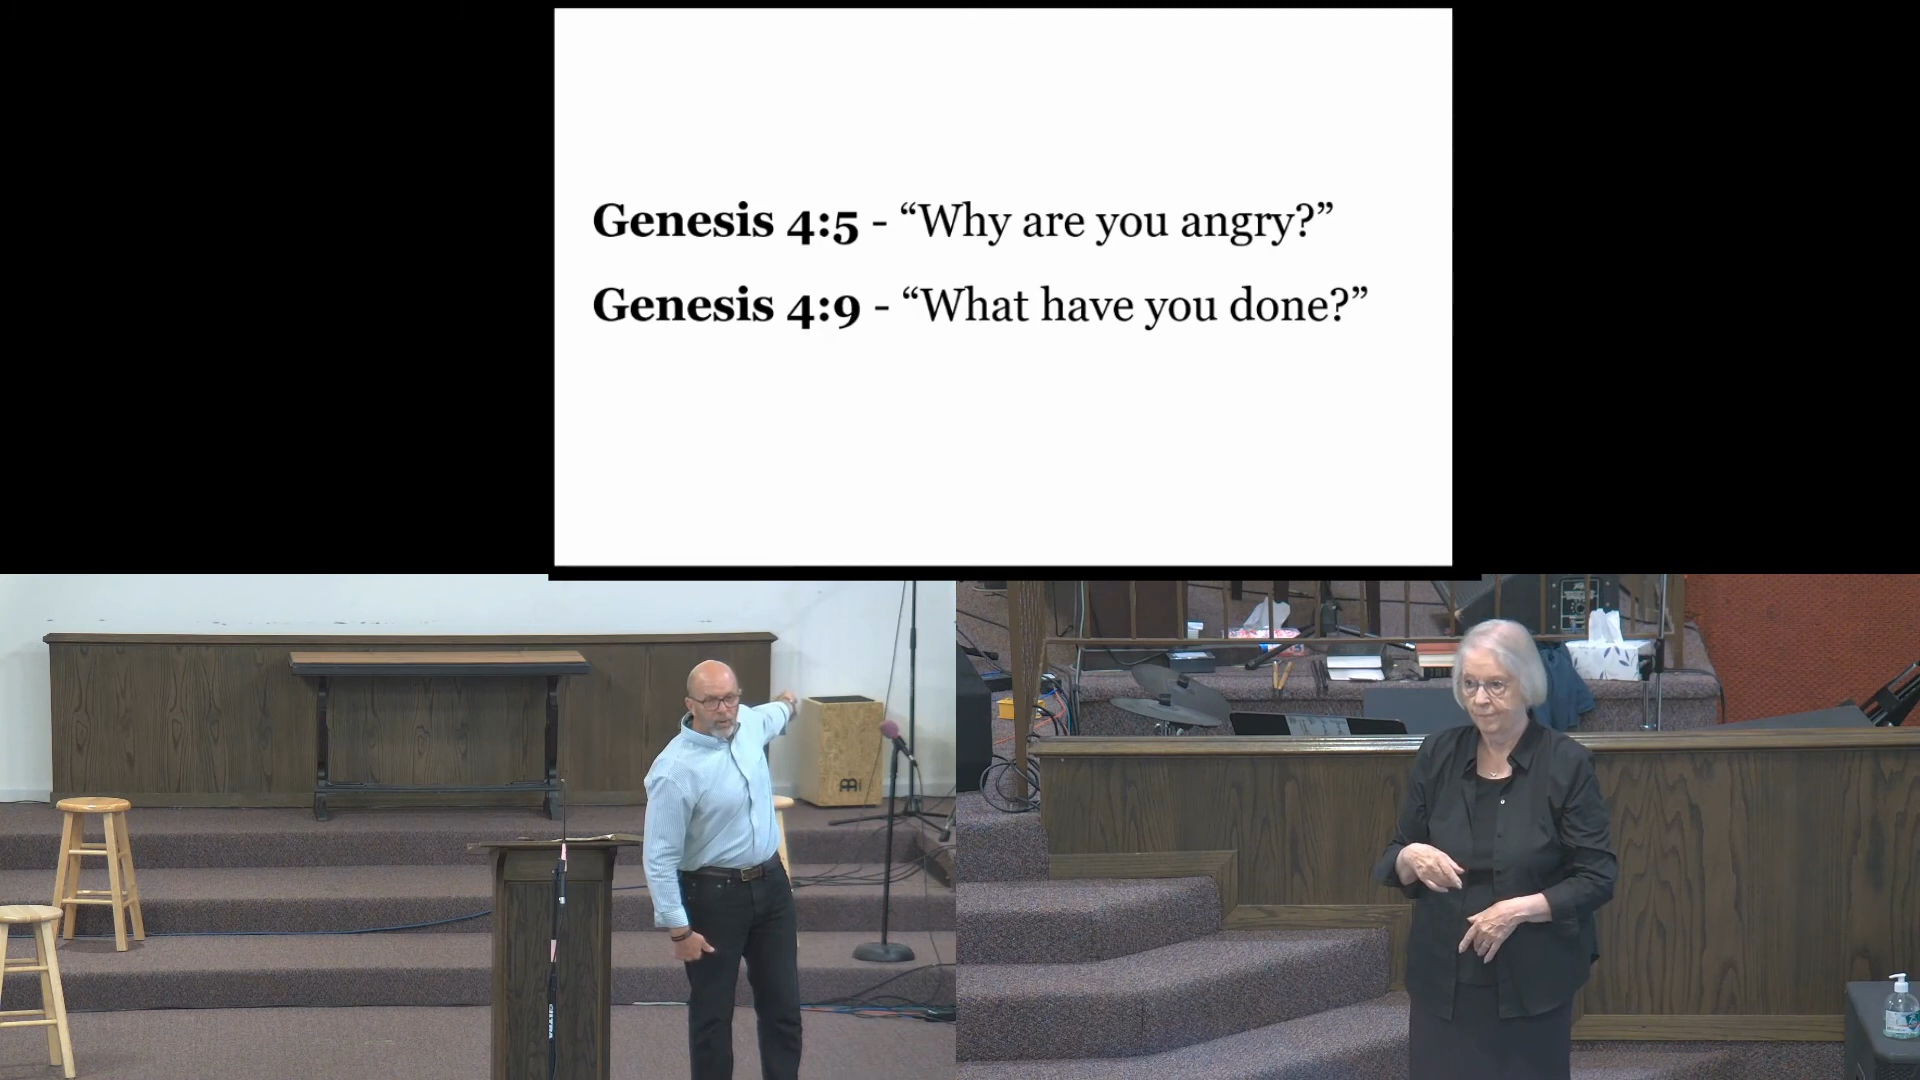 Genesis 4:5 - “Why are you angry?”
Genesis 4:9 - “What have you done?”